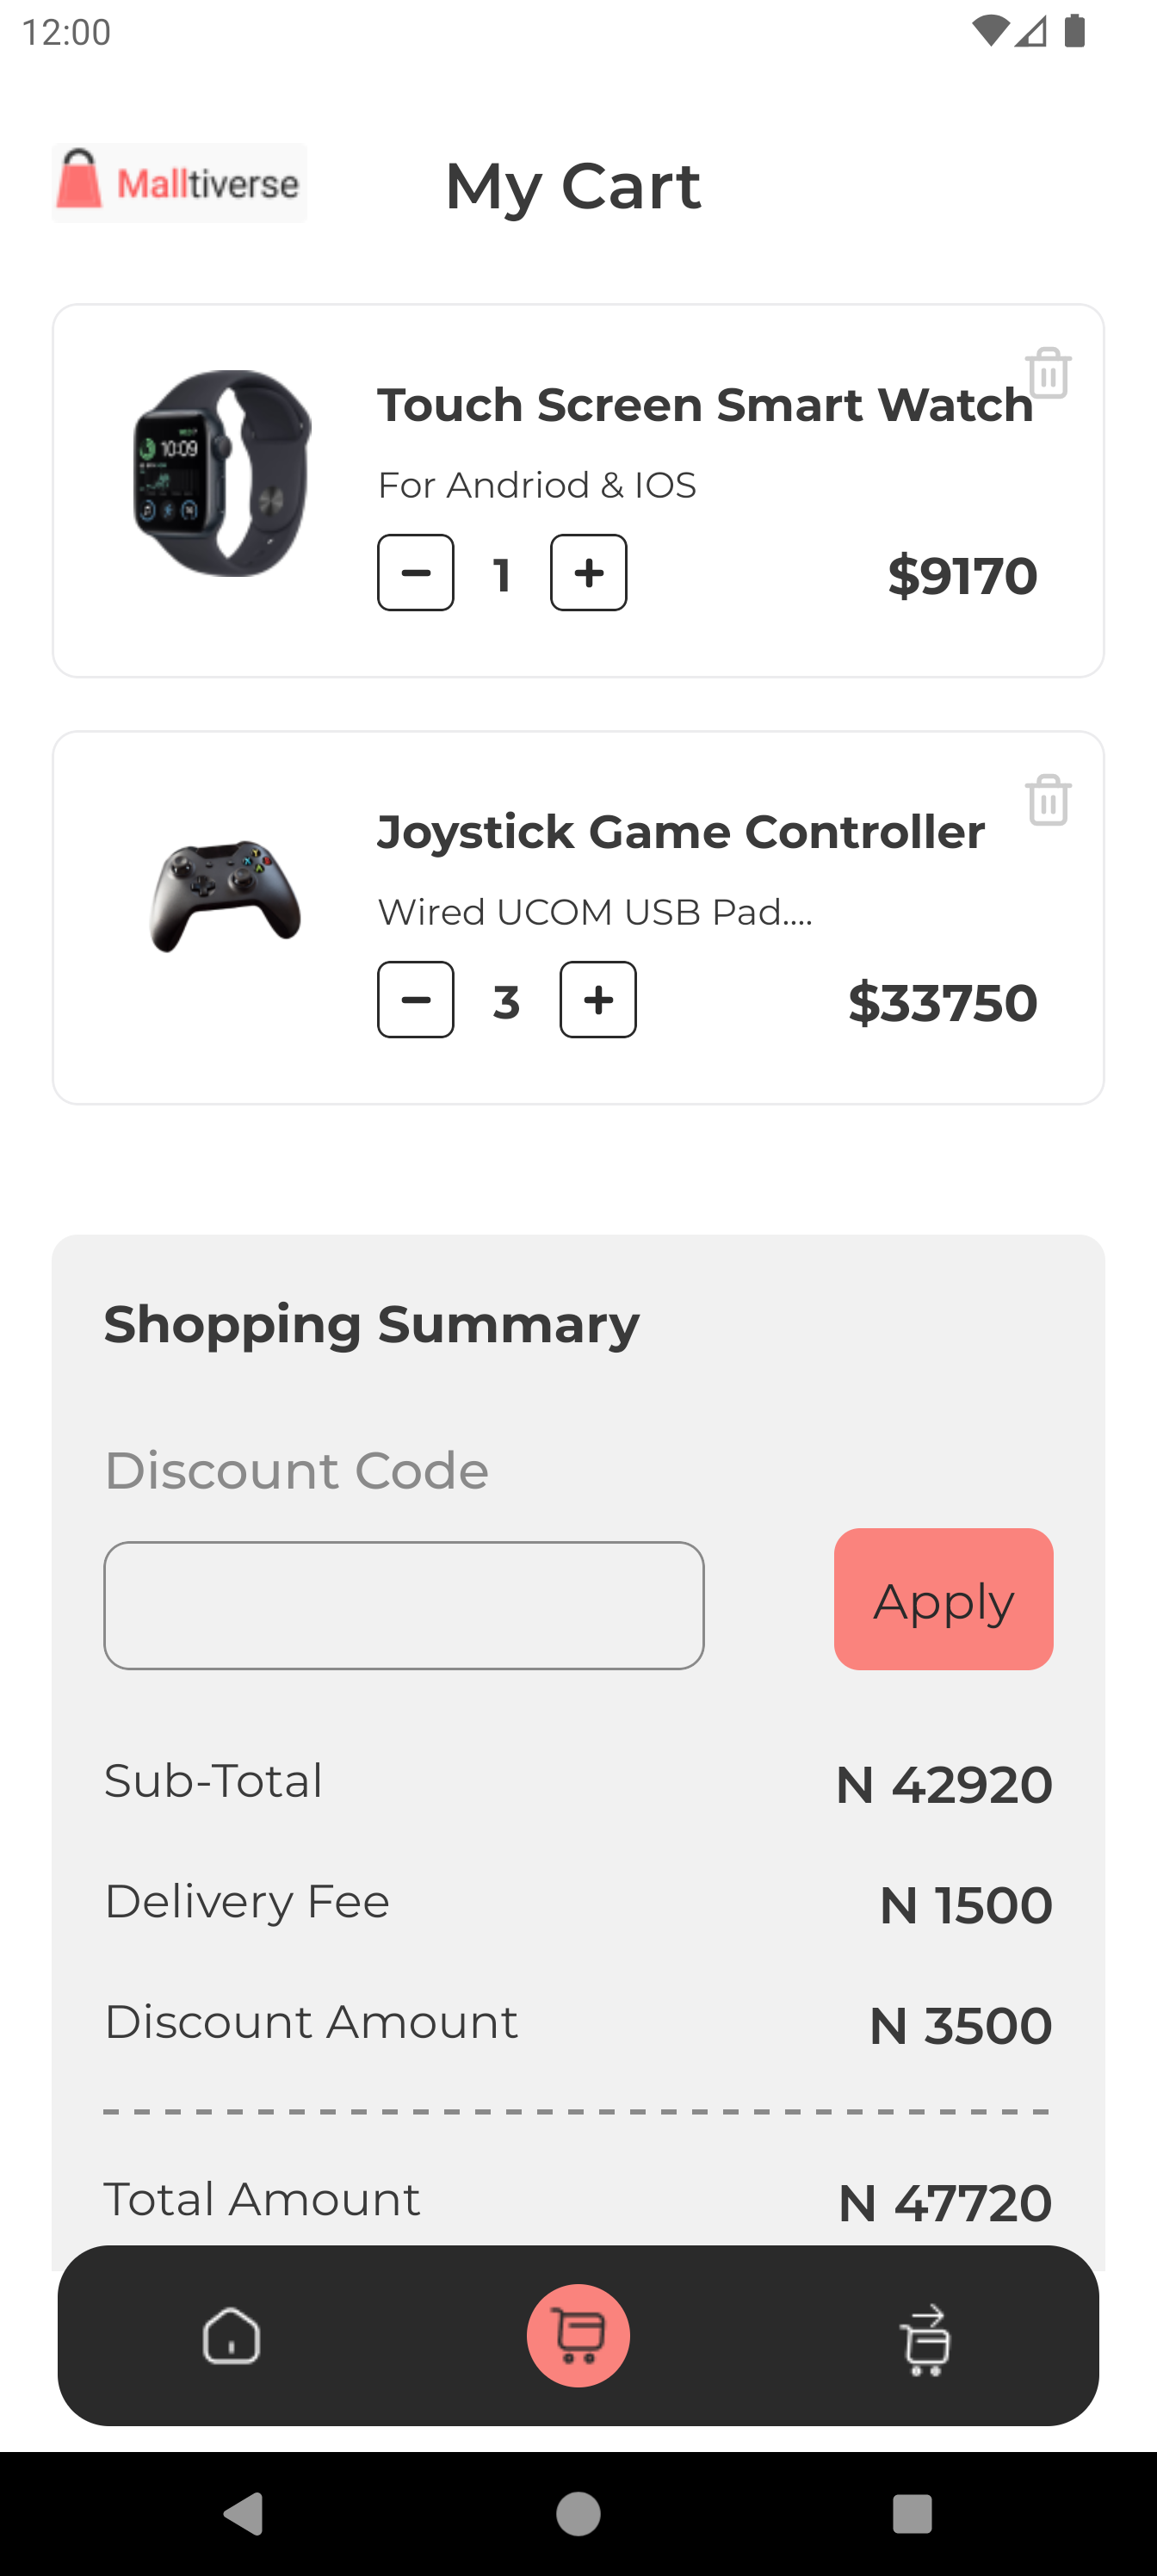 12:00
Malltiverse
My Cart
10:09
Touch Screen Smart Watch
For Andriod & IOS
1
$9170
Joystick Game Controller
Wired UCOM USB Pad....
3
$33750
Shopping Summary
Discount Code
Apply
Sub-Total N 42920
Delivery Fee N 1500
Discount Amount N 3500
Total Amount N 47720